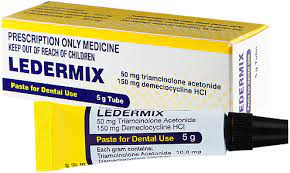 PRESCRIPTION ONLY MEDICINE
KEEP OUT OF REACH OF CHILDREN
LEDERMIX
50 mg triamcinolone acetonide
150 mg demeclocycline HCl
Paste for Dental Use
5 g Tube
LEDERMIX
50 mg Triamcinolone Acetonide
150 mg Demeclocycline HCl
Paste for Dental Use
5 g
Each gram contains:
Triamcinolone Acetonide 10.0 mg